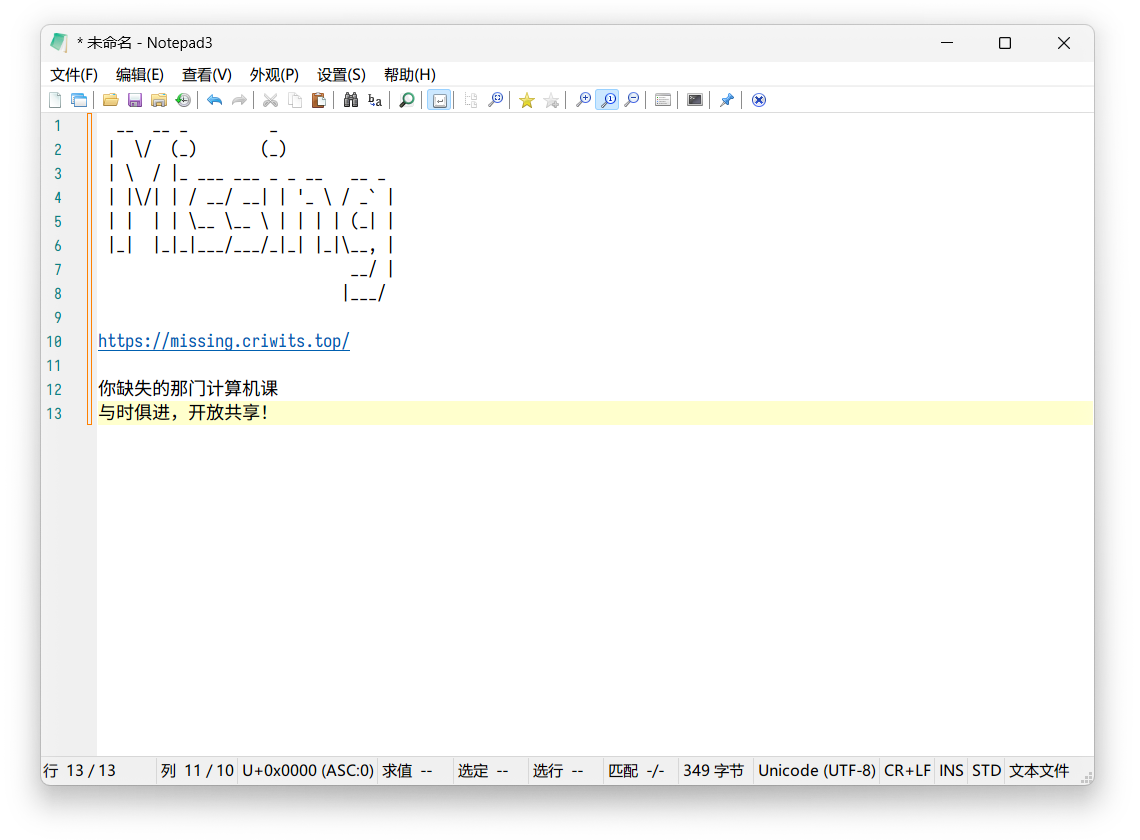 * 未命名 - Notepad3
文件(F) 编辑(E) 查看(V) 外观(P) 设置(S) 帮助(H)
1   __  __ _         _
2  |  \/  (_)       (_)
3  | \  / |_ ___ ___ _ _ __   __ _
4  | |\/| | / __/ __| | '_ \ / _` |
5  | |  | | \__ \__ \ | | | | (_| |
6  |_|  |_|_|___/___/_|_| |_|\__, |
7                             __/ |
8                            |___/
9
10 https://missing.criwits.top/
11
12 你缺失的那门计算机课
13 与时俱进，开放共享！
行 13 / 13 列 11 / 10 U+0x0000 (ASC:0) 求值 -- 选定 -- 选行 -- 匹配 -/- 349 字节 Unicode (UTF-8) CR+LF INS STD 文本文件